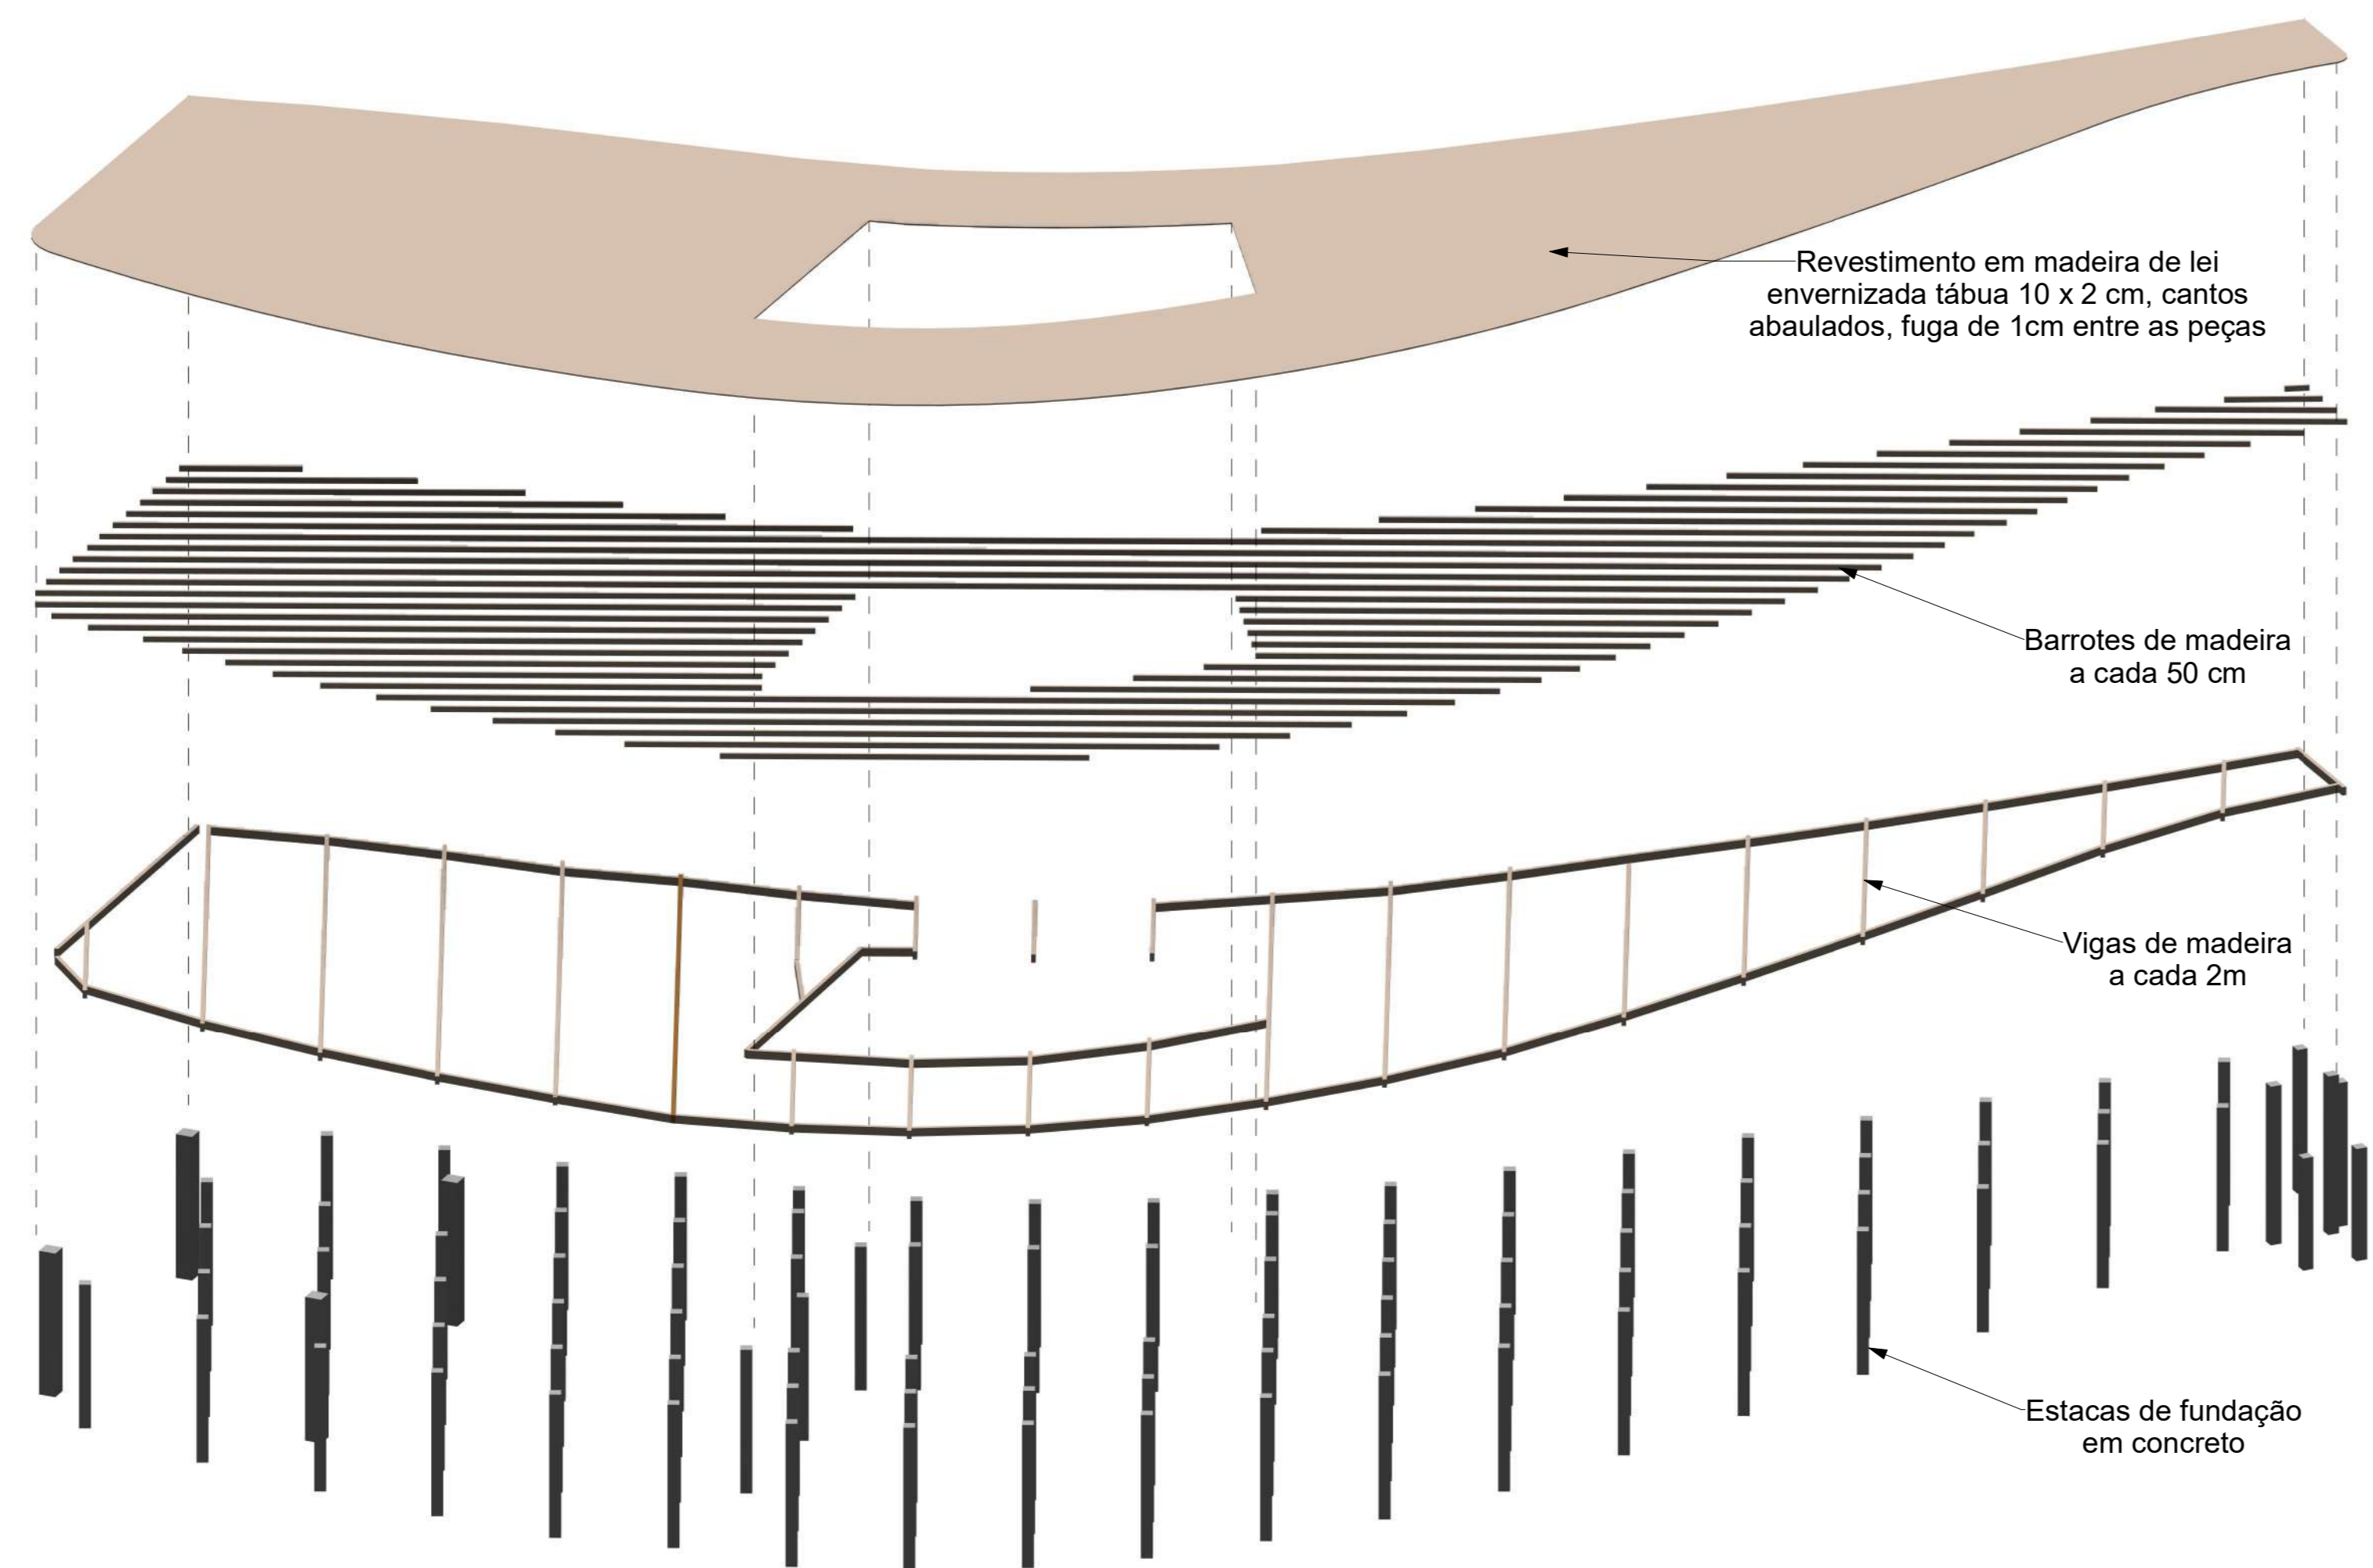 Revestimento em madeira de lei
envernizada tábua 10 x 2 cm, cantos
abaulados, fuga de 1cm entre as peças
Barrotes de madeira
a cada 50 cm
Vigas de madeira
a cada 2m
Estacas de fundação
em concreto